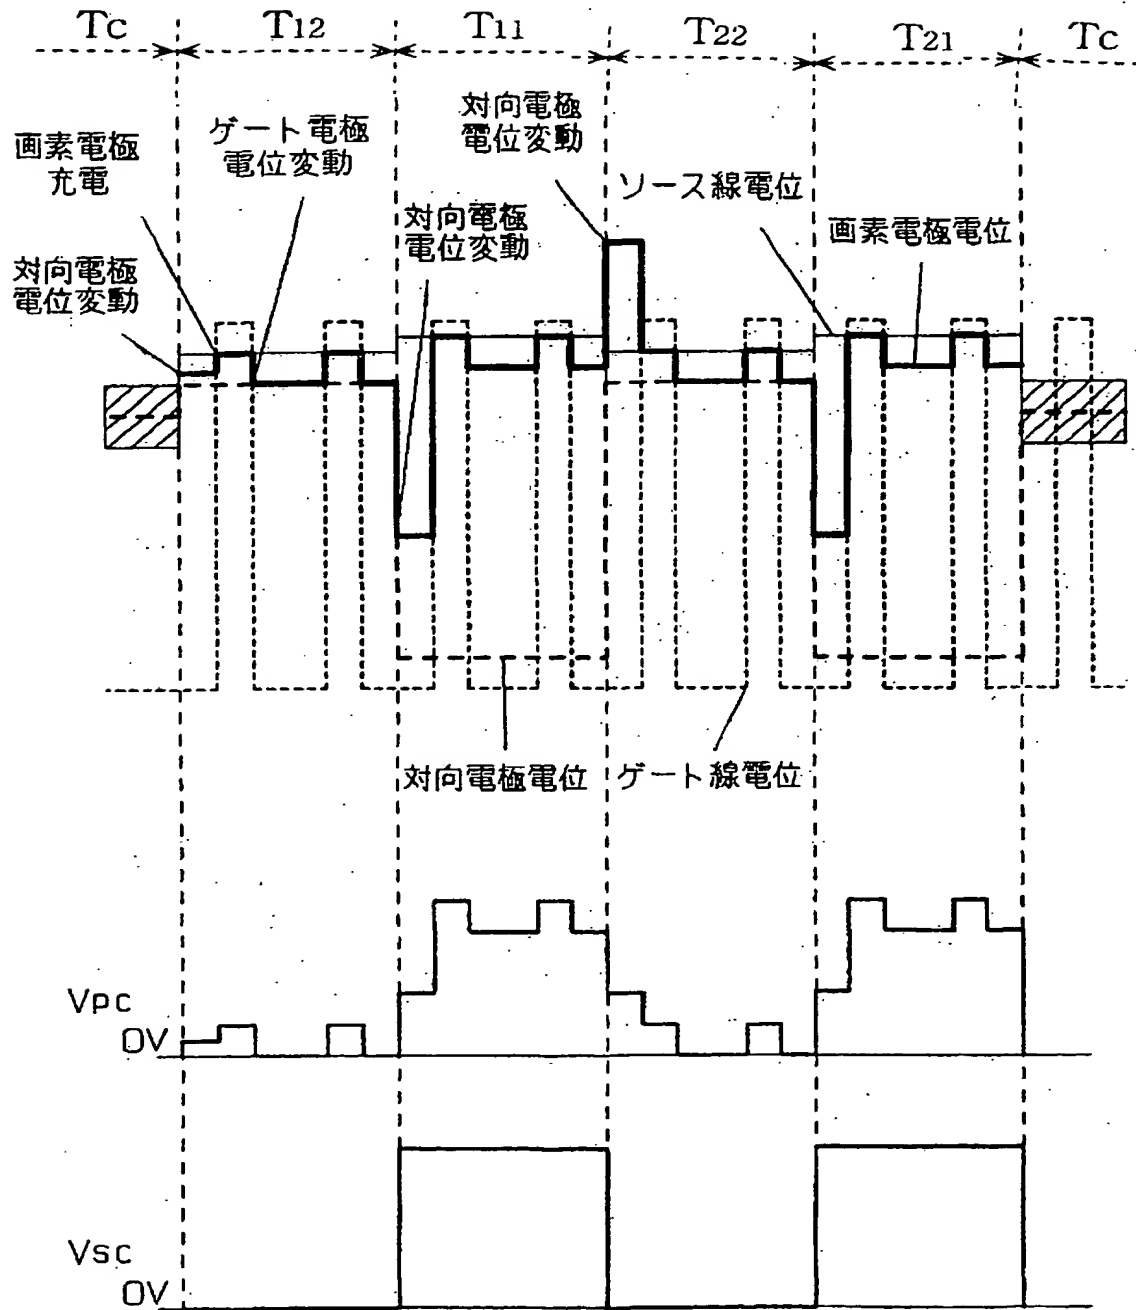 Tc
T12
T11
T22
T21
Tc
対向電極
電位変動
ゲート電極
電位変動
画素電極
充電
ソース線電位
対向電極
電位変動
画素電極電位
対向電極
電位変動
対向電極電位
ゲート線電位
Vpc
0V
Vsc
0V